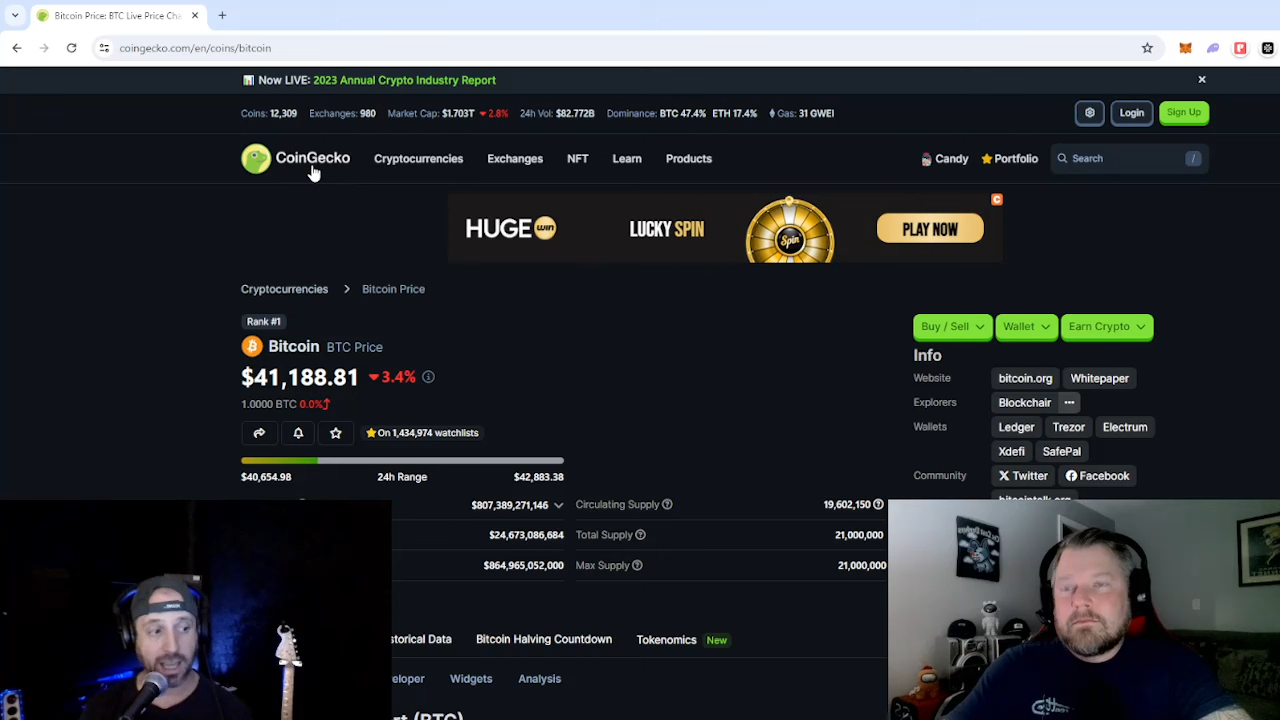 Bitcoin Price: BTC Live Price Cha
coingecko.com/en/coins/bitcoin
Now LIVE: 2023 Annual Crypto Industry Report
Coins: 12,309 Exchanges: 980 Market Cap: $1.703T 2.8% 24h Vol: $82.772B Dominance: BTC 47.4% ETH 17.4% Gas: 31 GWEI
Login Sign Up
CoinGecko Cryptocurrencies Exchanges NFT Learn Products Candy Portfolio Search /
HUGE win LUCKY SPIN Spin PLAY NOW
Cryptocurrencies > Bitcoin Price
Rank #1
Bitcoin BTC Price
$41,188.81 3.4%
1.0000 BTC 0.0%
On 1,434,974 watchlists
$40,654.98 24h Range $42,883.38
$807,389,271,146 Circulating Supply 19,602,150
$24,673,086,684 Total Supply 21,000,000
$864,965,052,000 Max Supply 21,000,000
Buy / Sell Wallet Earn Crypto
Info
Website bitcoin.org Whitepaper
Explorers Blockchair
Wallets Ledger Trezor Electrum
Xdefi SafePal
Community Twitter Facebook
bitcointalk.org
storical Data Bitcoin Halving Countdown Tokenomics New
eloper Widgets Analysis
rt (BTC)